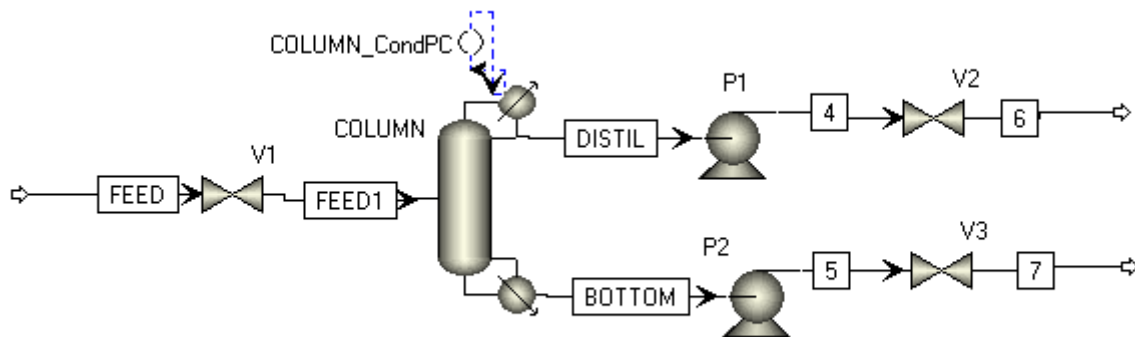 COLUMN_CondPC
P1
V2
4
6
COLUMN
DISTIL
V1
FEED
FEED1
P2
V3
5
7
BOTTOM